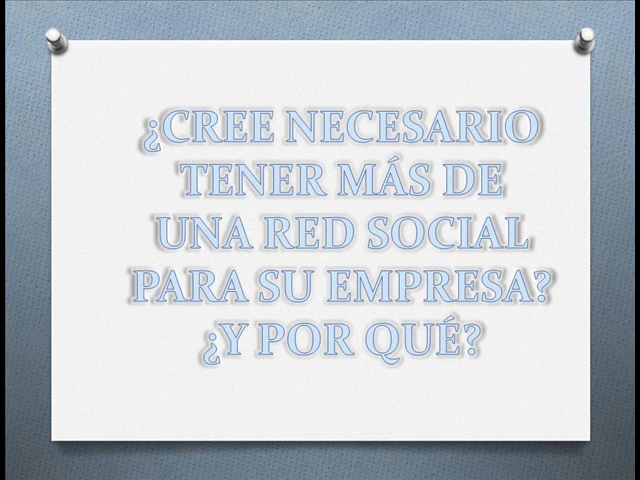 ¿CREE NECESARIO
TENER MÁS DE
UNA RED SOCIAL
PARA SU EMPRESA?
¿Y POR QUÉ?